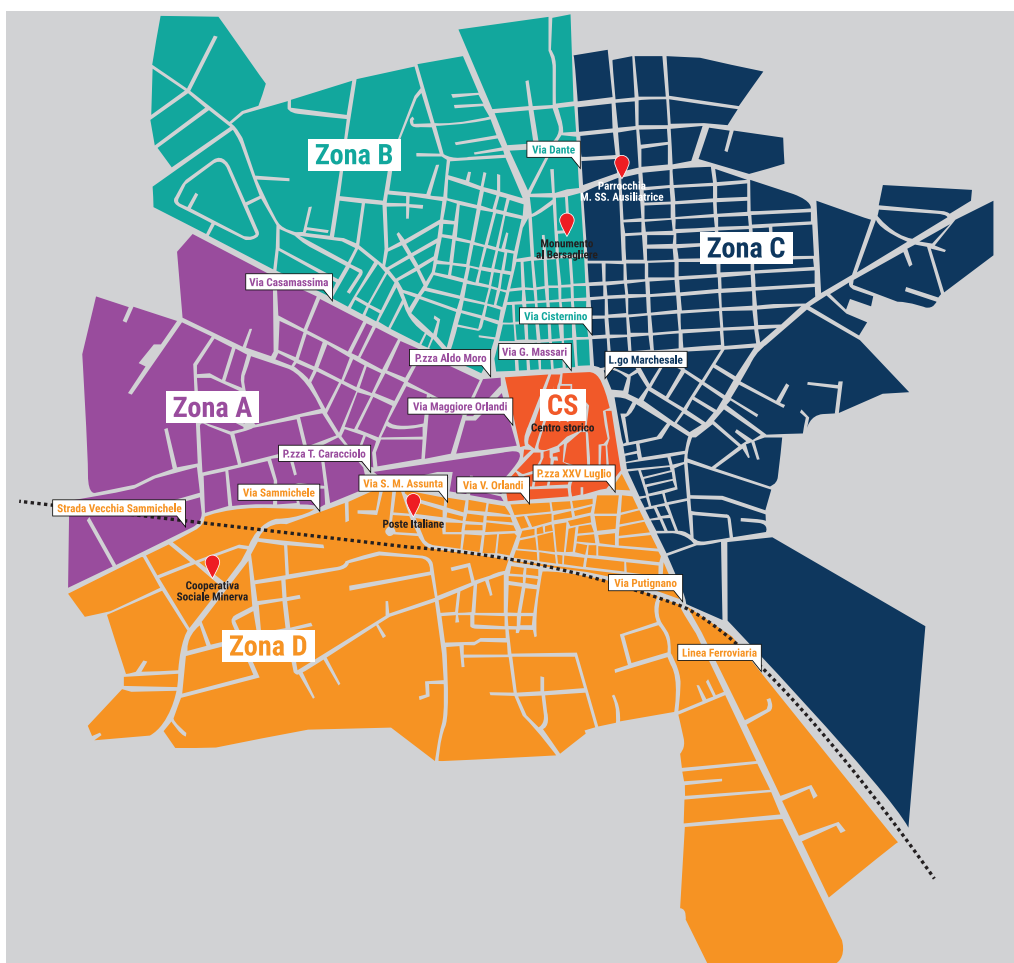 Zona B
Via Dante
Parrocchia
M. SS. Ausiliatrice
Monumento
al Bersagliere
Zona C
Via Casamassima
Via Cisternino
P.zza Aldo Moro
Via G. Massari
L.go Marchesale
Zona A
Via Maggiore Orlandi
CS
Centro storico
P.zza T. Caracciolo
Via S. M. Assunta
Via V. Orlandi
P.zza XXV Luglio
Via Sammichele
Strada Vecchia Sammichele
Poste Italiane
Cooperativa
Sociale Minerva
Via Putignano
Zona D
Linea Ferroviaria